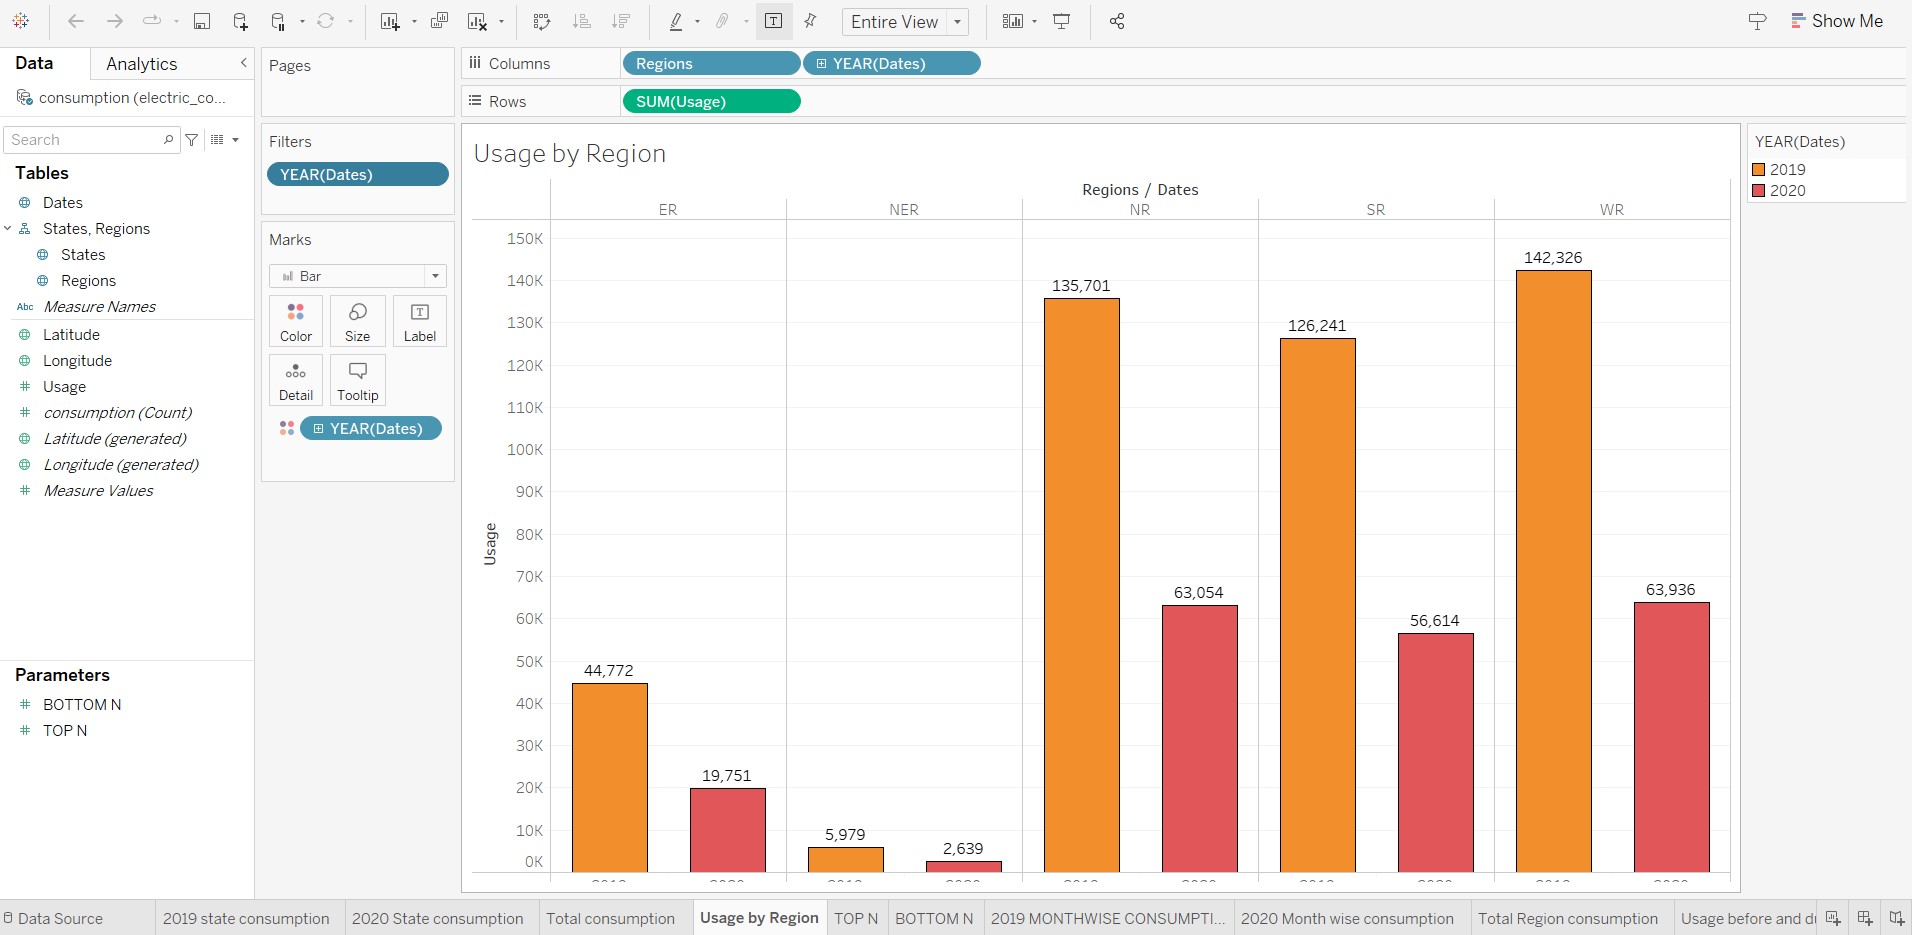 Entire View
Show Me
Data
Analytics
consumption (electric_co...
Search
Tables
Dates
States, Regions
States
Regions
Abc Measure Names
Latitude
Longitude
Usage
consumption (Count)
Latitude (generated)
Longitude (generated)
Measure Values
Parameters
BOTTOM N
TOP N
Pages
Filters
YEAR(Dates)
Marks
Bar
Color Size Label
Detail Tooltip
YEAR(Dates)
Columns Regions YEAR(Dates)
Rows SUM(Usage)
Usage by Region
Regions / Dates
ER NER NR SR WR
Usage
150K
140K
130K
120K
110K
100K
90K
80K
70K
60K
50K
40K
30K
20K
10K
0K
44,772
19,751
5,979
2,639
135,701
63,054
126,241
56,614
142,326
63,936
YEAR(Dates)
2019
2020
Data Source 2019 state consumption 2020 State consumption Total consumption Usage by Region TOP N BOTTOM N 2019 MONTHWISE CONSUMPTI... 2020 Month wise consumption Total Region consumption Usage before and